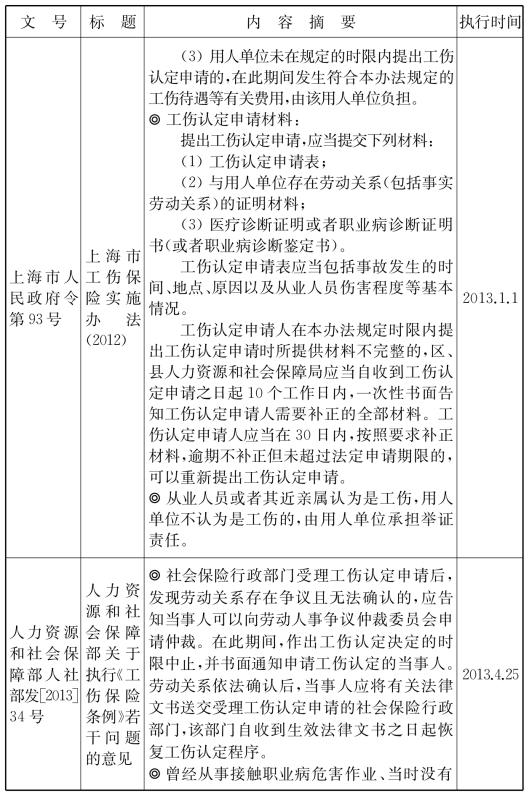 文号 标题 内容摘要 执行时间
上海市人
民政府令
第93号
上海市
工伤保
险实施
办法
(2012)
(3) 用人单位未在规定的时限内提出工伤
认定申请的,在此期间发生符合本办法规定的
工伤待遇等有关费用,由该用人单位负担。
◎ 工伤认定申请材料:
提出工伤认定申请,应当提交下列材料:
(1) 工伤认定申请表;
(2) 与用人单位存在劳动关系(包括事实
劳动关系)的证明材料;
(3) 医疗诊断证明或者职业病诊断证明
书(或者职业病诊断鉴定书)。
工伤认定申请表应当包括事故发生的时
间、地点、原因以及从业人员伤害程度等基本
情况。
工伤认定申请人在本办法规定时限内提
出工伤认定申请时所提供材料不完整的,区、
县人力资源和社会保障局应当自收到工伤认
定申请之日起10个工作日内,一次性书面告
知工伤认定申请人需要补正的全部材料。工
伤认定申请人应当在30日内,按照要求补正
材料,逾期不补正但未超过法定申请期限的,
可以重新提出工伤认定申请。
◎ 从业人员或者其近亲属认为是工伤,用人
单位不认为是工伤的,由用人单位承担举证
责任。
2013.1.1
人力资源
和社会保
障部人社
部发[2013]
34号
人力资
源和社
会保障
部关于
执行《工
伤保险
条例》若
干问题
的意见
◎ 社会保险行政部门受理工伤认定申请后,
发现劳动关系存在争议且无法确认的,应告
知当事人可以向劳动人事争议仲裁委员会申
请仲裁。在此期间,作出工伤认定决定的时
限中止,并书面通知申请工伤认定的当事人。
劳动关系依法确认后,当事人应将有关法律
文书送交受理工伤认定申请的社会保险行政
部门,该部门自收到生效法律文书之日起恢
复工伤认定程序。
◎ 曾经从事接触职业病危害作业、当时没有
2013.4.25